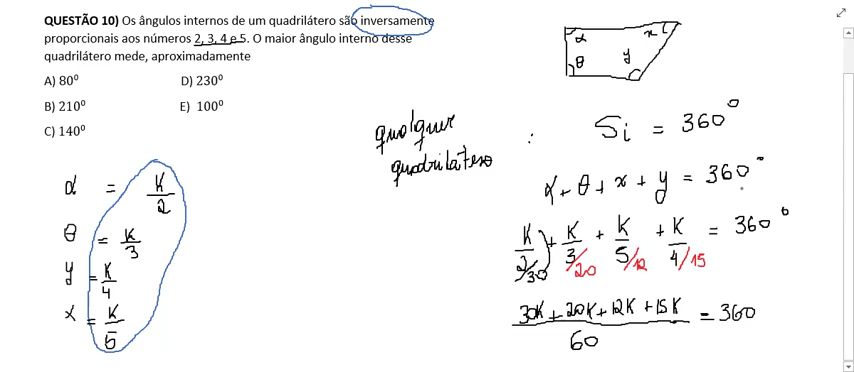 QUESTÃO 10) Os ângulos internos de um quadrilátero são inversamente
proporcionais aos números 2, 3, 4 e 5. O maior ângulo interno desse
quadrilátero mede, aproximadamente
A) 80⁰ D) 230⁰
B) 210⁰ E) 100⁰
C) 140⁰
α x
θ y
qualquer
quadrilátero : Si = 360°
α + θ + x + y = 360°
K/2 /30 + K/3 /20 + K/5 /12 + K/4 /15 = 360°
30K + 20K + 12K + 15K / 60 = 360
α = K/2
θ = K/3
y = K/4
x = K/5